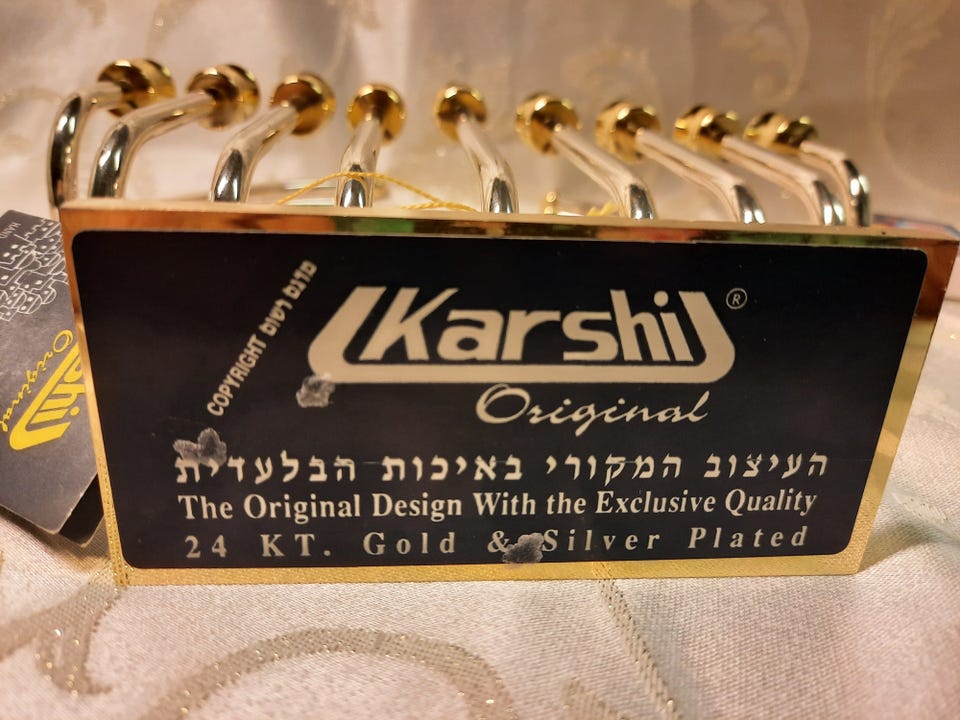 Karshi ®
Original
מדגם רשום
COPYRIGHT
העיצוב המקורי באיכות הבלעדית
The Original Design With the Exclusive Quality
24 KT. Gold & Silver Plated
Original